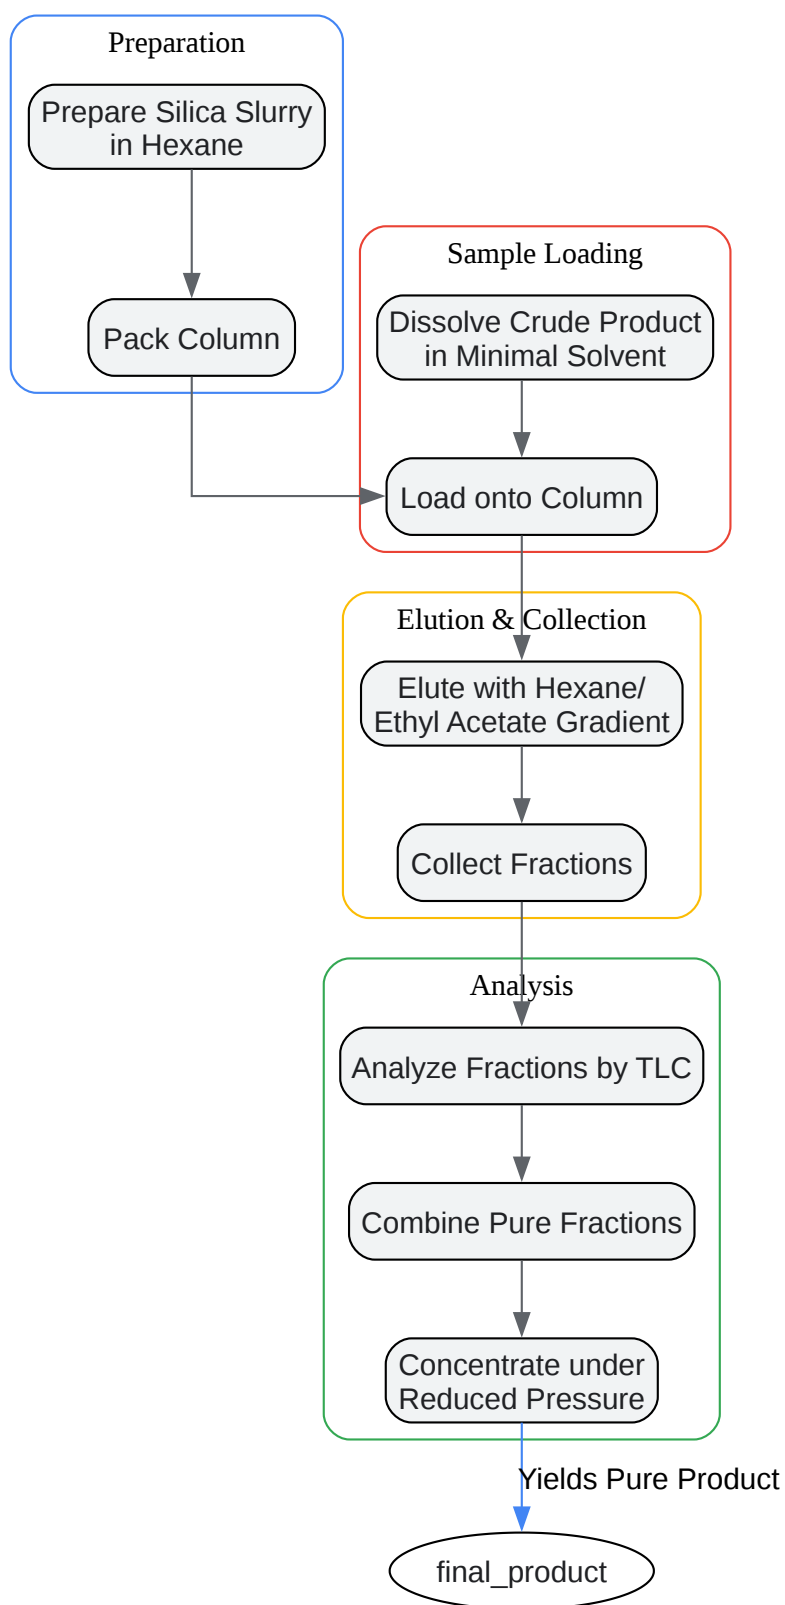 Preparation
Prepare Silica Slurry
in Hexane
Pack Column
Sample Loading
Dissolve Crude Product
in Minimal Solvent
Load onto Column
Elution & Collection
Elute with Hexane/
Ethyl Acetate Gradient
Collect Fractions
Analysis
Analyze Fractions by TLC
Combine Pure Fractions
Concentrate under
Reduced Pressure
Yields Pure Product
final_product